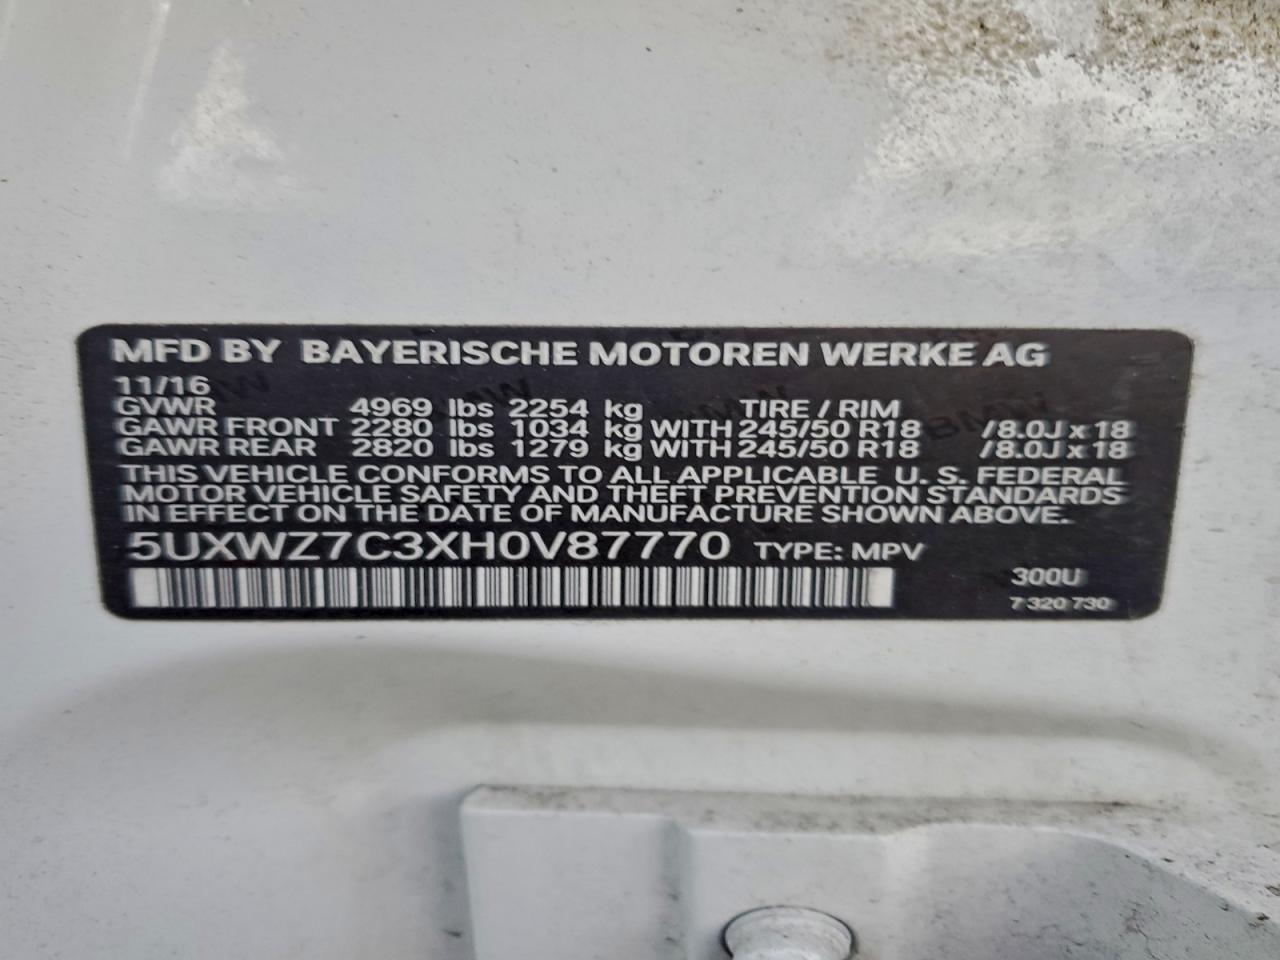 MFD BY BAYERISCHE MOTOREN WERKE AG
11/16
GVWR 4969 lbs 2254 kg TIRE / RIM
GAWR FRONT 2280 lbs 1034 kg WITH 245/50 R18 /8.0J x 18
GAWR REAR 2820 lbs 1279 kg WITH 245/50 R18 /8.0J x 18
THIS VEHICLE CONFORMS TO ALL APPLICABLE U. S. FEDERAL
MOTOR VEHICLE SAFETY AND THEFT PREVENTION STANDARDS
IN EFFECT ON THE DATE OF MANUFACTURE SHOWN ABOVE.
5UXWZ7C3XH0V87770 TYPE: MPV
300U
7 320 730